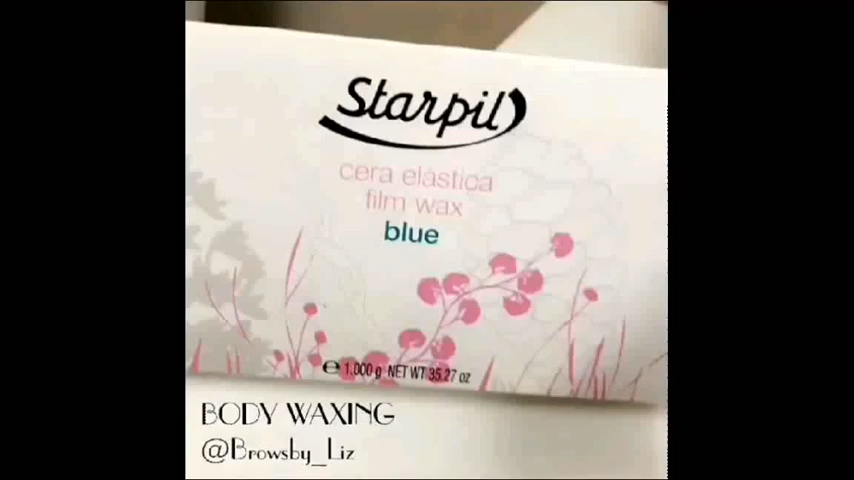 Starpil
cera elástica
film wax
blue
℮ 1.000 g NET WT 35.27 oz
BODY WAXING
@Browsby_Liz